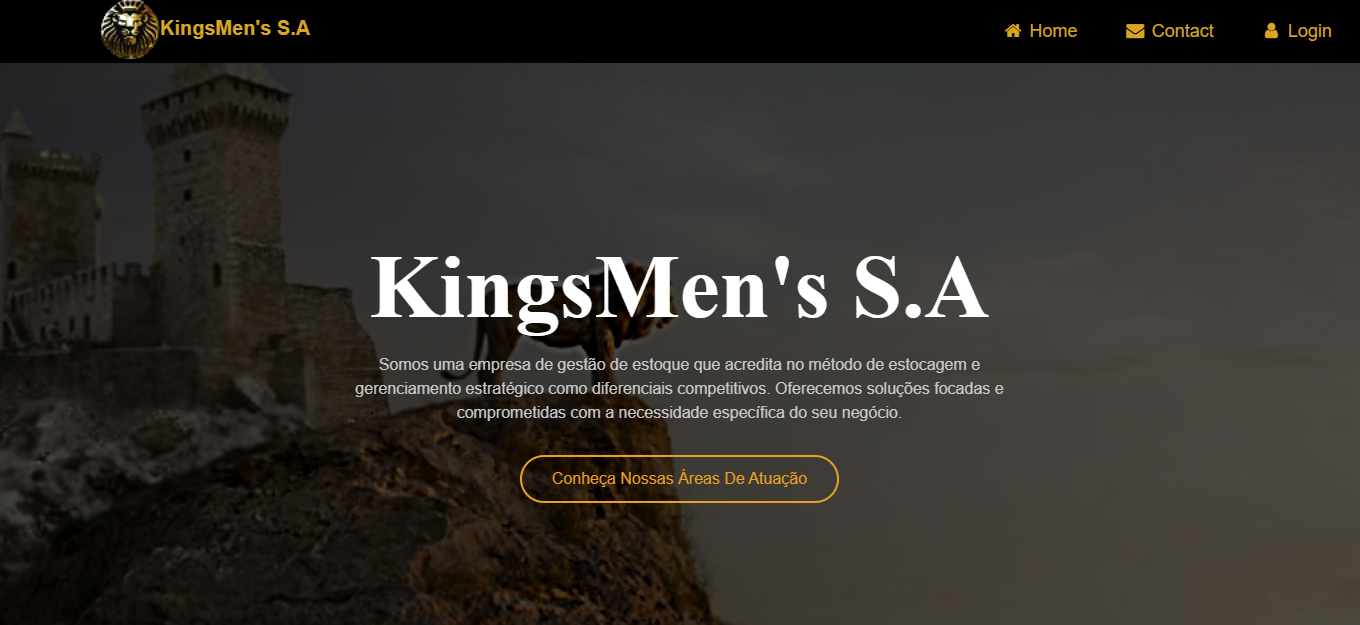 KingsMen's S.A
Home
Contact
Login
KingsMen's S.A
Somos uma empresa de gestão de estoque que acredita no método de estocagem e
gerenciamento estratégico como diferenciais competitivos. Oferecemos soluções focadas e
comprometidas com a necessidade específica do seu negócio.
Conheça Nossas Áreas De Atuação